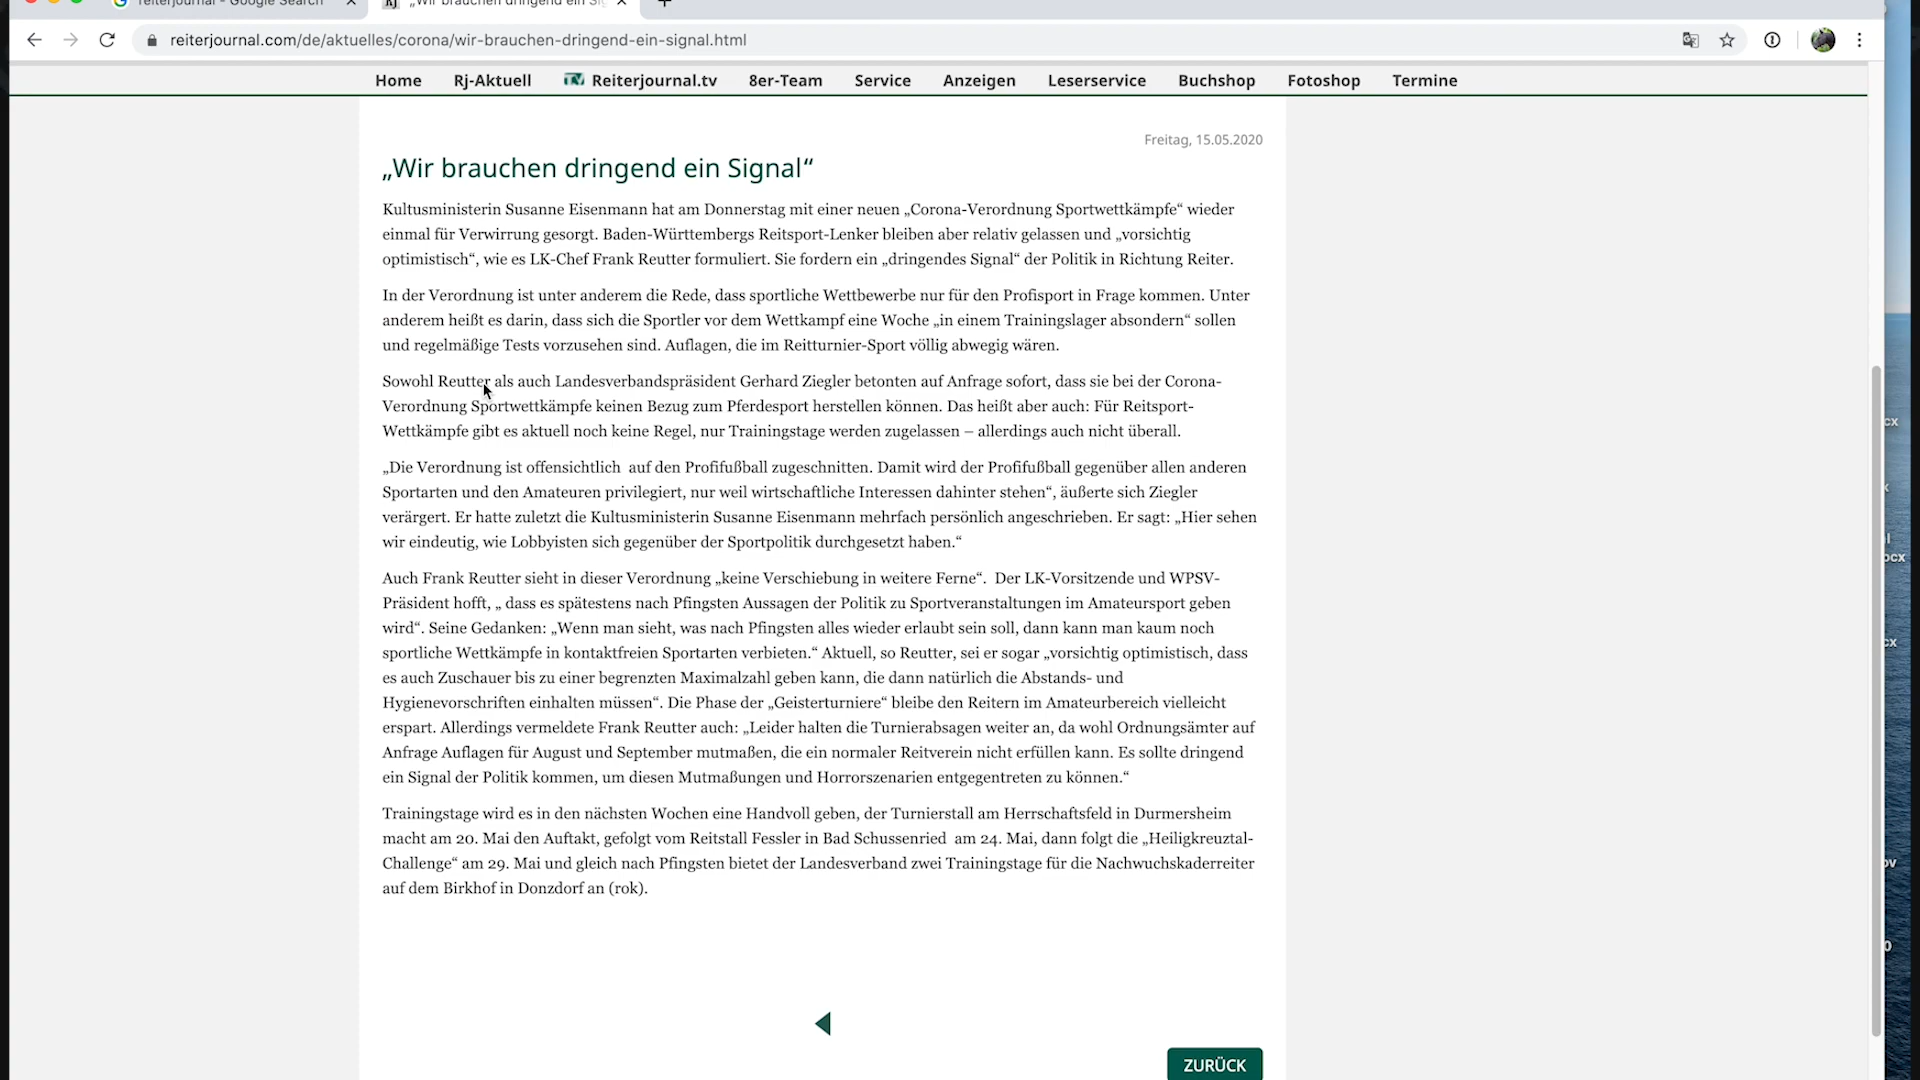 reiterjournal - Google Search
„Wir brauchen dringend ein Sig
reiterjournal.com/de/aktuelles/corona/wir-brauchen-dringend-ein-signal.html
Home Rj-Aktuell TV Reiterjournal.tv 8er-Team Service Anzeigen Leserservice Buchshop Fotoshop Termine
Freitag, 15.05.2020
„Wir brauchen dringend ein Signal“
Kultusministerin Susanne Eisenmann hat am Donnerstag mit einer neuen „Corona-Verordnung Sportwettkämpfe“ wieder
einmal für Verwirrung gesorgt. Baden-Württembergs Reitsport-Lenker bleiben aber relativ gelassen und „vorsichtig
optimistisch“, wie es LK-Chef Frank Reutter formuliert. Sie fordern ein „dringendes Signal“ der Politik in Richtung Reiter.
In der Verordnung ist unter anderem die Rede, dass sportliche Wettbewerbe nur für den Profisport in Frage kommen. Unter
anderem heißt es darin, dass sich die Sportler vor dem Wettkampf eine Woche „in einem Trainingslager absondern“ sollen
und regelmäßige Tests vorzusehen sind. Auflagen, die im Reitturnier-Sport völlig abwegig wären.
Sowohl Reutter als auch Landesverbandspräsident Gerhard Ziegler betonten auf Anfrage sofort, dass sie bei der Corona-
Verordnung Sportwettkämpfe keinen Bezug zum Pferdesport herstellen können. Das heißt aber auch: Für Reitsport-
Wettkämpfe gibt es aktuell noch keine Regel, nur Trainingstage werden zugelassen – allerdings auch nicht überall.
„Die Verordnung ist offensichtlich auf den Profifußball zugeschnitten. Damit wird der Profifußball gegenüber allen anderen
Sportarten und den Amateuren privilegiert, nur weil wirtschaftliche Interessen dahinter stehen“, äußerte sich Ziegler
verärgert. Er hatte zuletzt die Kultusministerin Susanne Eisenmann mehrfach persönlich angeschrieben. Er sagt: „Hier sehen
wir eindeutig, wie Lobbyisten sich gegenüber der Sportpolitik durchgesetzt haben.“
Auch Frank Reutter sieht in dieser Verordnung „keine Verschiebung in weitere Ferne“. Der LK-Vorsitzende und WPSV-
Präsident hofft, „ dass es spätestens nach Pfingsten Aussagen der Politik zu Sportveranstaltungen im Amateursport geben
wird“. Seine Gedanken: „Wenn man sieht, was nach Pfingsten alles wieder erlaubt sein soll, dann kann man kaum noch
sportliche Wettkämpfe in kontaktfreien Sportarten verbieten.“ Aktuell, so Reutter, sei er sogar „vorsichtig optimistisch, dass
es auch Zuschauer bis zu einer begrenzten Maximalzahl geben kann, die dann natürlich die Abstands- und
Hygienevorschriften einhalten müssen“. Die Phase der „Geisterturniere“ bleibe den Reitern im Amateurbereich vielleicht
erspart. Allerdings vermeldete Frank Reutter auch: „Leider halten die Turnierabsagen weiter an, da wohl Ordnungsämter auf
Anfrage Auflagen für August und September mutmaßen, die ein normaler Reitverein nicht erfüllen kann. Es sollte dringend
ein Signal der Politik kommen, um diesen Mutmaßungen und Horrorszenarien entgegentreten zu können.“
Trainingstage wird es in den nächsten Wochen eine Handvoll geben, der Turnierstall am Herrschaftsfeld in Durmersheim
macht am 20. Mai den Auftakt, gefolgt vom Reitstall Fessler in Bad Schussenried am 24. Mai, dann folgt die „Heiligkreuztal-
Challenge“ am 29. Mai und gleich nach Pfingsten bietet der Landesverband zwei Trainingstage für die Nachwuchskaderreiter
auf dem Birkhof in Donzdorf an (rok).
ZURÜCK